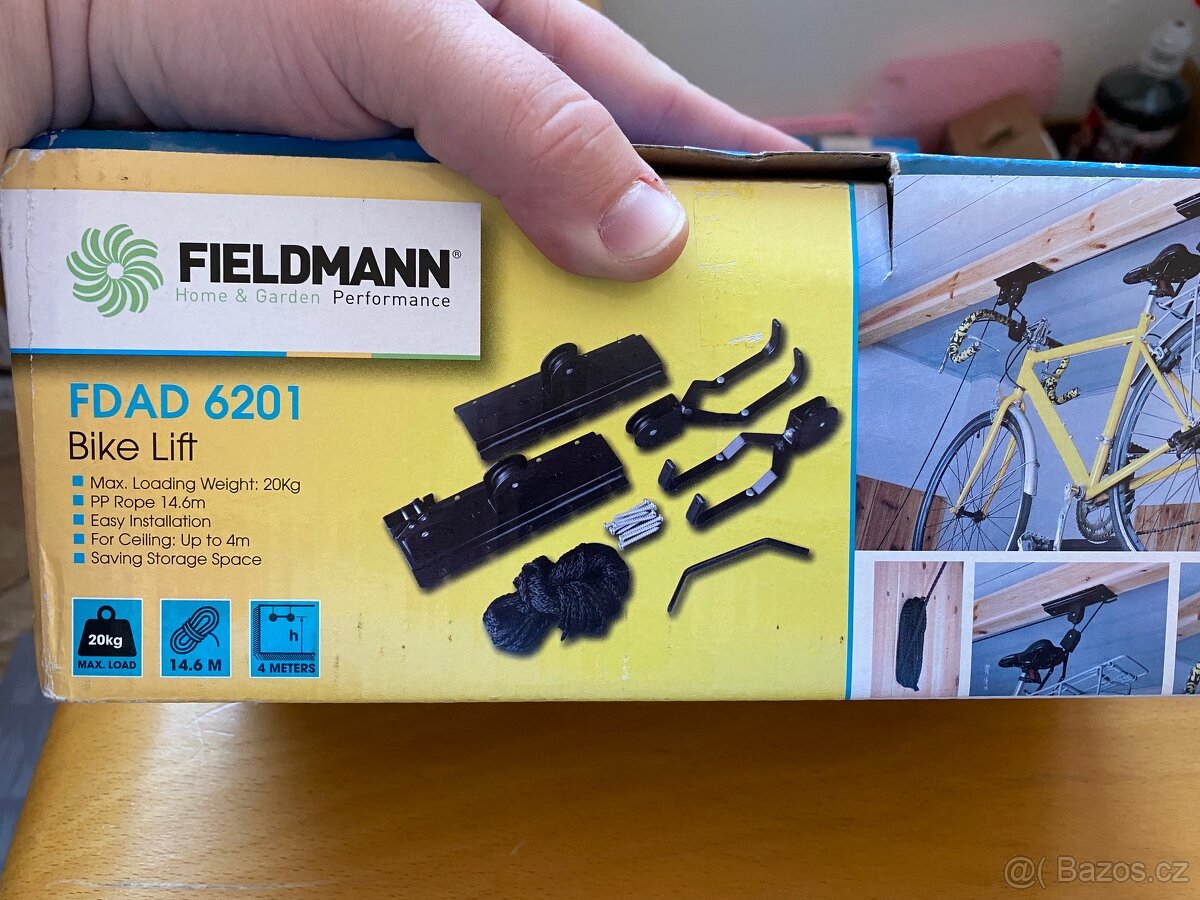 FIELDMANN®
Home & Garden Performance
FDAD 6201
Bike Lift
Max. Loading Weight: 20Kg
PP Rope 14.6m
Easy Installation
For Ceiling: Up to 4m
Saving Storage Space
20kg
MAX. LOAD
14.6 M
h
4 METERS
@( Bazos.cz